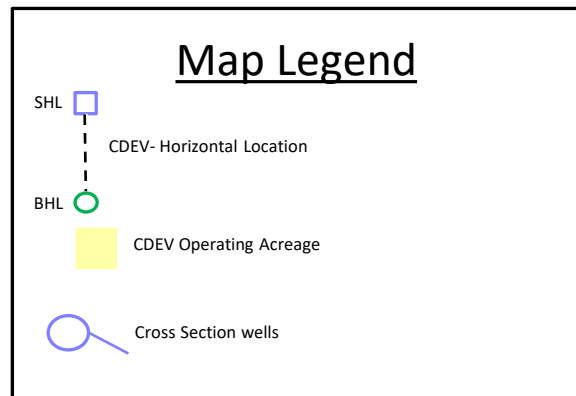 Map Legend
SHL
CDEV- Horizontal Location
BHL
CDEV Operating Acreage
Cross Section wells